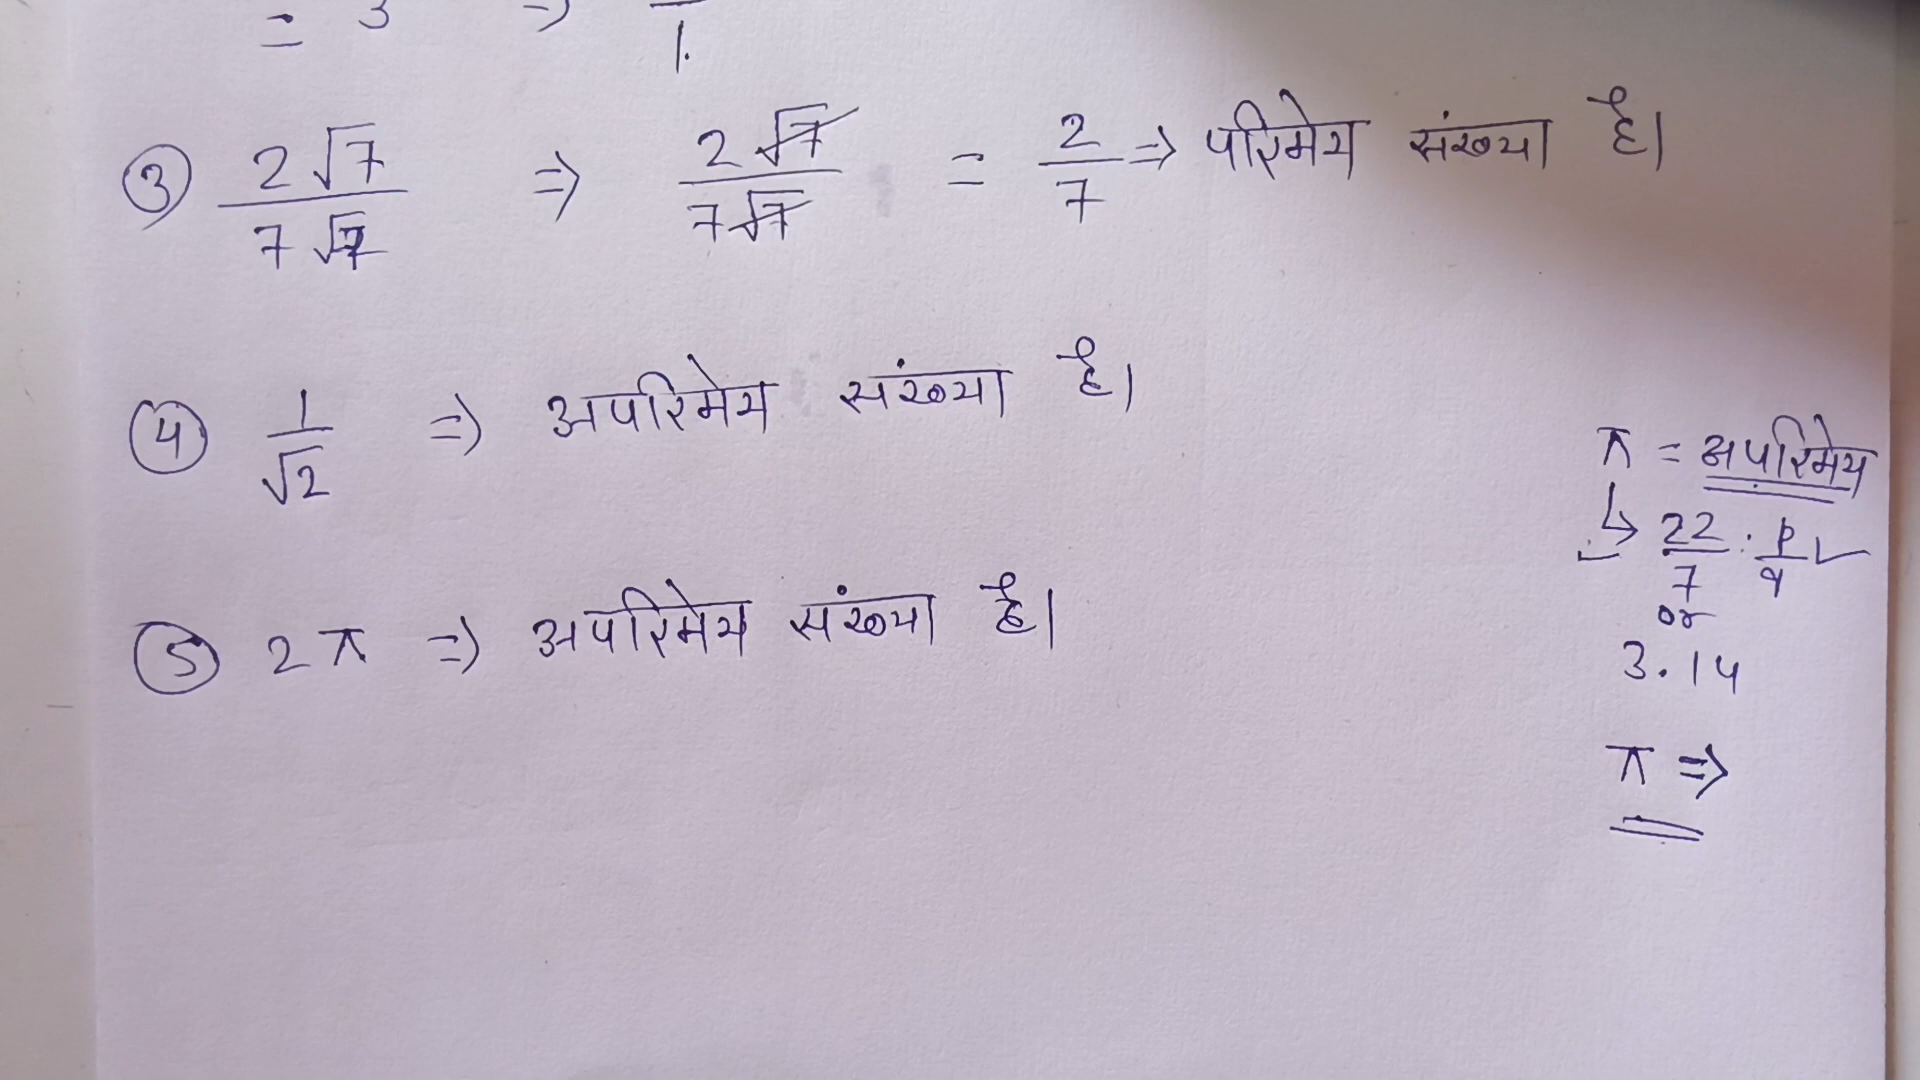 = 3 ⇒ 1.
③ 2√7 / 7√7 ⇒ 2√7 / 7√7 = 2/7 ⇒ परिमेय संख्या है।
④ 1/√2 ⇒ अपरिमेय संख्या है।
⑤ 2π ⇒ अपरिमेय संख्या है।
π = अपरिमेय
↳ 22/7 : p/q ✓
or
3.14
π ⇒